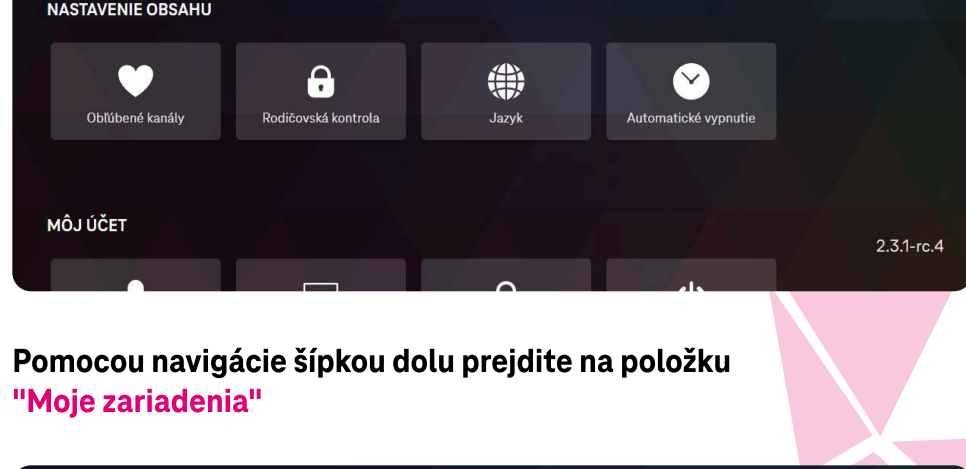 NASTAVENIE OBSAHU
Obľúbené kanály
Rodičovská kontrola
Jazyk
Automatické vypnutie
MÔJ ÚČET
2.3.1-rc.4
Pomocou navigácie šípkou dolu prejdite na položku
"Moje zariadenia"